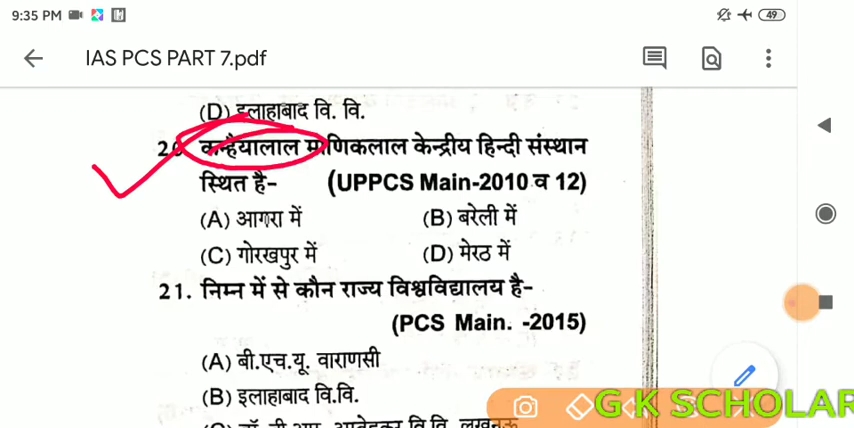 9:35 PM
49
IAS PCS PART 7.pdf
(D) इलाहाबाद वि. वि.
20 कन्हैयालाल माणिकलाल केन्द्रीय हिन्दी संस्थान
स्थित है- (UPPCS Main-2010 व 12)
(A) आगरा में (B) बरेली में
(C) गोरखपुर में (D) मेरठ में
21. निम्न में से कौन राज्य विश्वविद्यालय है-
(PCS Main. -2015)
(A) बी.एच.यू. वाराणसी
(B) इलाहाबाद वि.वि.
G K SCHOLAR